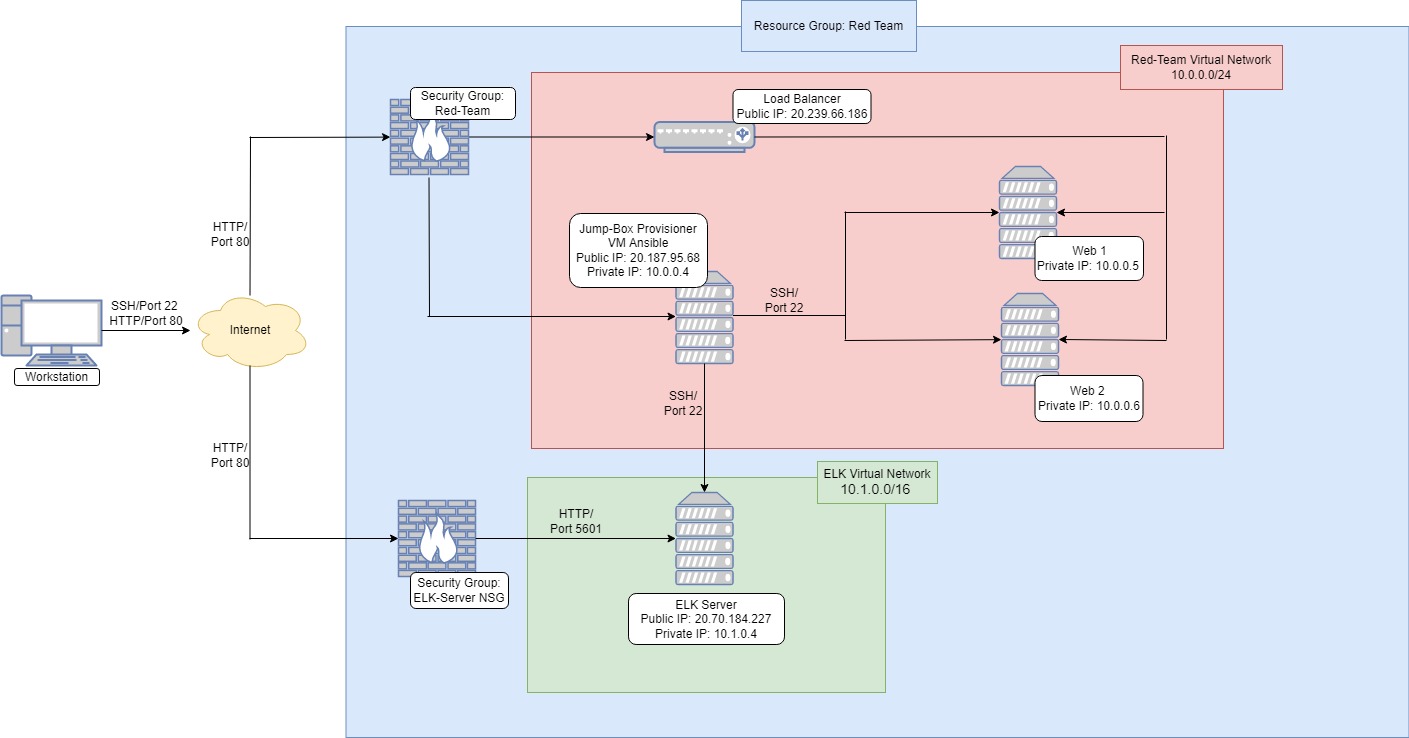 Resource Group: Red Team
Red-Team Virtual Network
10.0.0.0/24
Security Group:
Red-Team
Load Balancer
Public IP: 20.239.66.186
HTTP/
Port 80
Jump-Box Provisioner
VM Ansible
Public IP: 20.187.95.68
Private IP: 10.0.0.4
Web 1
Private IP: 10.0.0.5
SSH/
Port 22
SSH/Port 22
HTTP/Port 80
Internet
Workstation
Web 2
Private IP: 10.0.0.6
SSH/
Port 22
HTTP/
Port 80
ELK Virtual Network
10.1.0.0/16
HTTP/
Port 5601
Security Group:
ELK-Server NSG
ELK Server
Public IP: 20.70.184.227
Private IP: 10.1.0.4